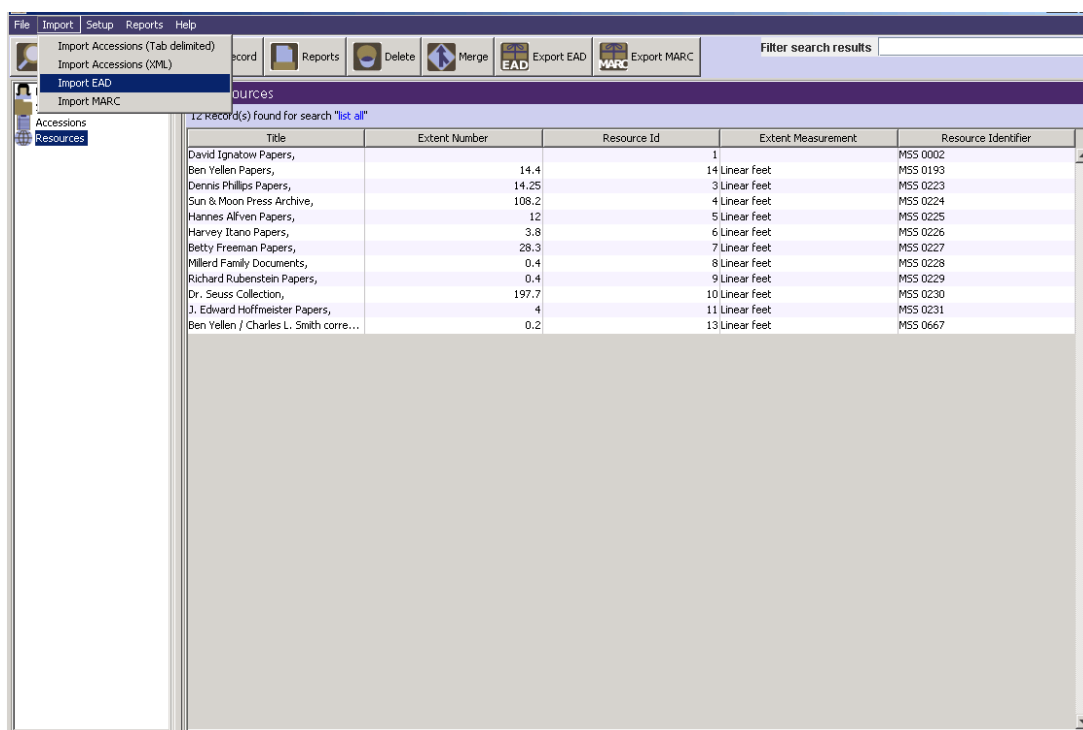 File Import Setup Reports Help
Import Accessions (Tab delimited)
Import Accessions (XML)
Import EAD
Import MARC
Reports Delete Merge EAD Export EAD MARC Export MARC
Filter search results
Accessions
Resources
12 Record(s) found for search "list all"
Title Extent Number Resource Id Extent Measurement Resource Identifier
David Ignatow Papers, 1 MSS 0002
Ben Yellen Papers, 14.4 14 Linear feet MSS 0193
Dennis Phillips Papers, 14.25 3 Linear feet MSS 0223
Sun & Moon Press Archive, 108.2 4 Linear feet MSS 0224
Hannes Alfven Papers, 12 5 Linear feet MSS 0225
Harvey Itano Papers, 3.8 6 Linear feet MSS 0226
Betty Freeman Papers, 28.3 7 Linear feet MSS 0227
Millerd Family Documents, 0.4 8 Linear feet MSS 0228
Richard Rubenstein Papers, 0.4 9 Linear feet MSS 0229
Dr. Seuss Collection, 197.7 10 Linear feet MSS 0230
J. Edward Hoffmeister Papers, 4 11 Linear feet MSS 0231
Ben Yellen / Charles L. Smith corre... 0.2 13 Linear feet MSS 0667